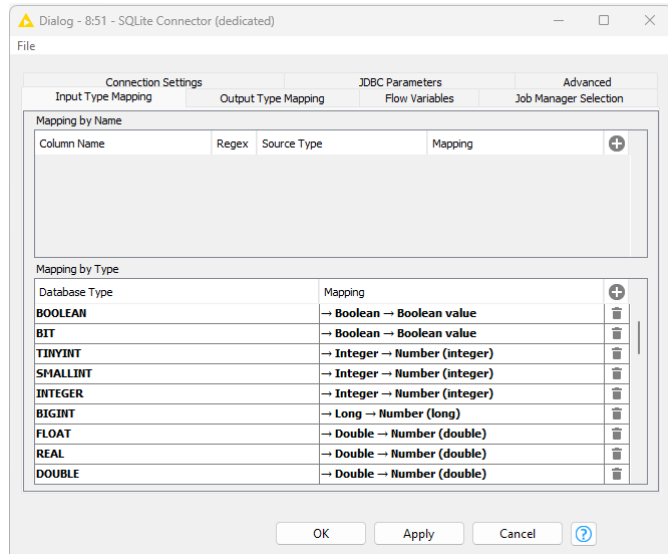 Dialog - 8:51 - SQLite Connector (dedicated)
File
Connection Settings JDBC Parameters Advanced
Input Type Mapping Output Type Mapping Flow Variables Job Manager Selection
Mapping by Name
Column Name Regex Source Type Mapping
Mapping by Type
Database Type Mapping
BOOLEAN → Boolean → Boolean value
BIT → Boolean → Boolean value
TINYINT → Integer → Number (integer)
SMALLINT → Integer → Number (integer)
INTEGER → Integer → Number (integer)
BIGINT → Long → Number (long)
FLOAT → Double → Number (double)
REAL → Double → Number (double)
DOUBLE → Double → Number (double)
OK Apply Cancel ?